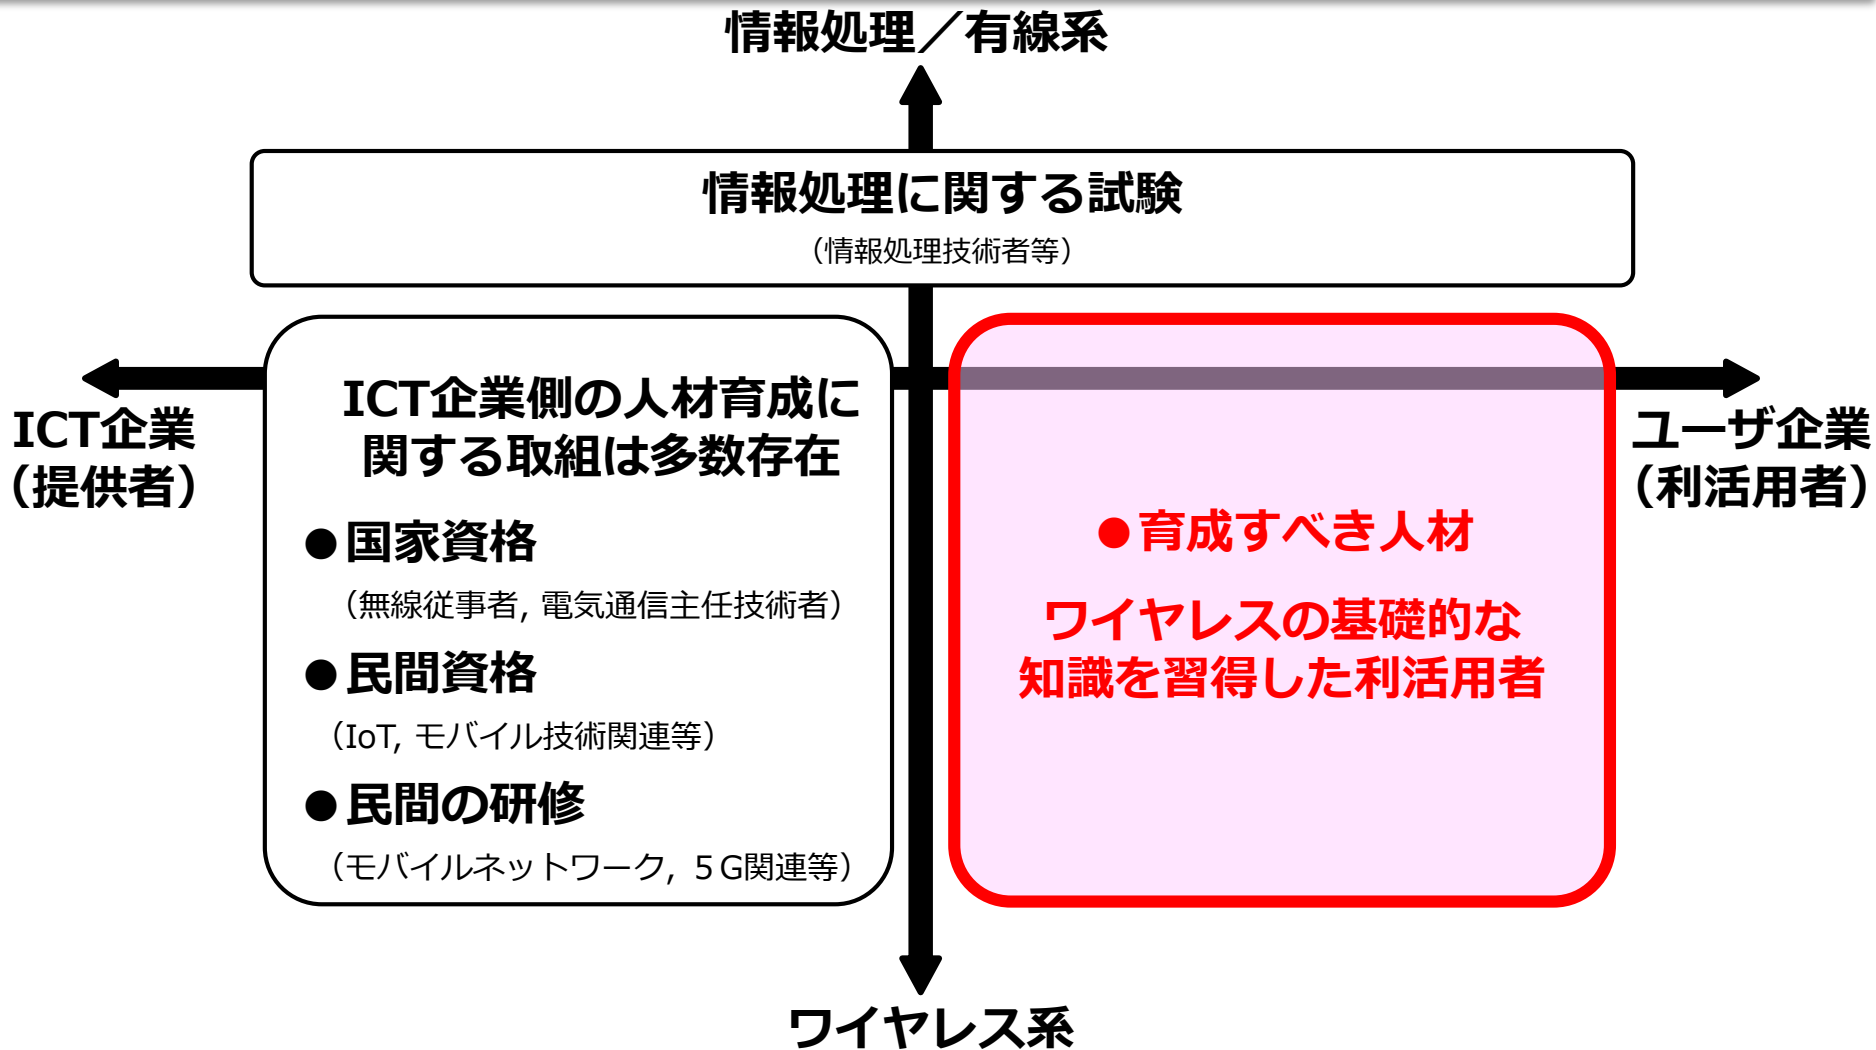 情報処理／有線系
情報処理に関する試験
（情報処理技術者等）
ICT企業
（提供者）
ICT企業側の人材育成に
関する取組は多数存在
●国家資格
（無線従事者, 電気通信主任技術者）
●民間資格
（IoT, モバイル技術関連等）
●民間の研修
（モバイルネットワーク, ５G関連等）
●育成すべき人材
ワイヤレスの基礎的な
知識を習得した利活用者
ユーザ企業
（利活用者）
ワイヤレス系